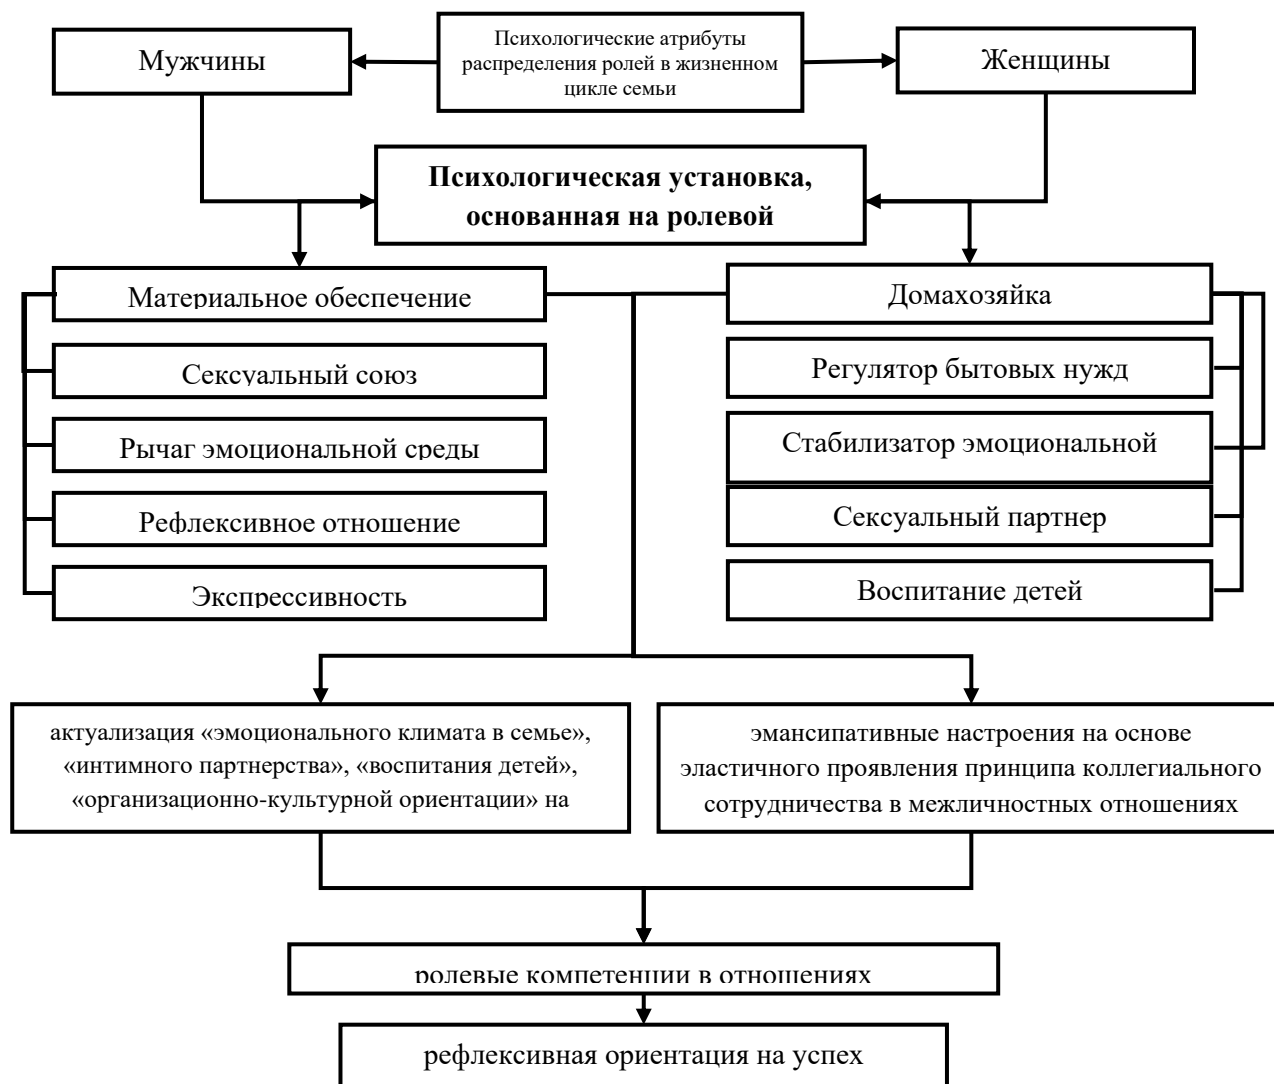 Мужчины
Психологические атрибуты
распределения ролей в жизненном
цикле семьи
Женщины
Психологическая установка,
основанная на ролевой
Материальное обеспечение
Домахозяйка
Сексуальный союз
Регулятор бытовых нужд
Рычаг эмоциональной среды
Стабилизатор эмоциональной
Рефлексивное отношение
Сексуальный партнер
Экспрессивность
Воспитание детей
актуализация «эмоционального климата в семье»,
«интимного партнерства», «воспитания детей»,
«организационно-культурной ориентации» на
эмансипативные настроения на основе
эластичного проявления принципа коллегиального
сотрудничества в межличностных отношениях
ролевые компетенции в отношениях
рефлексивная ориентация на успех